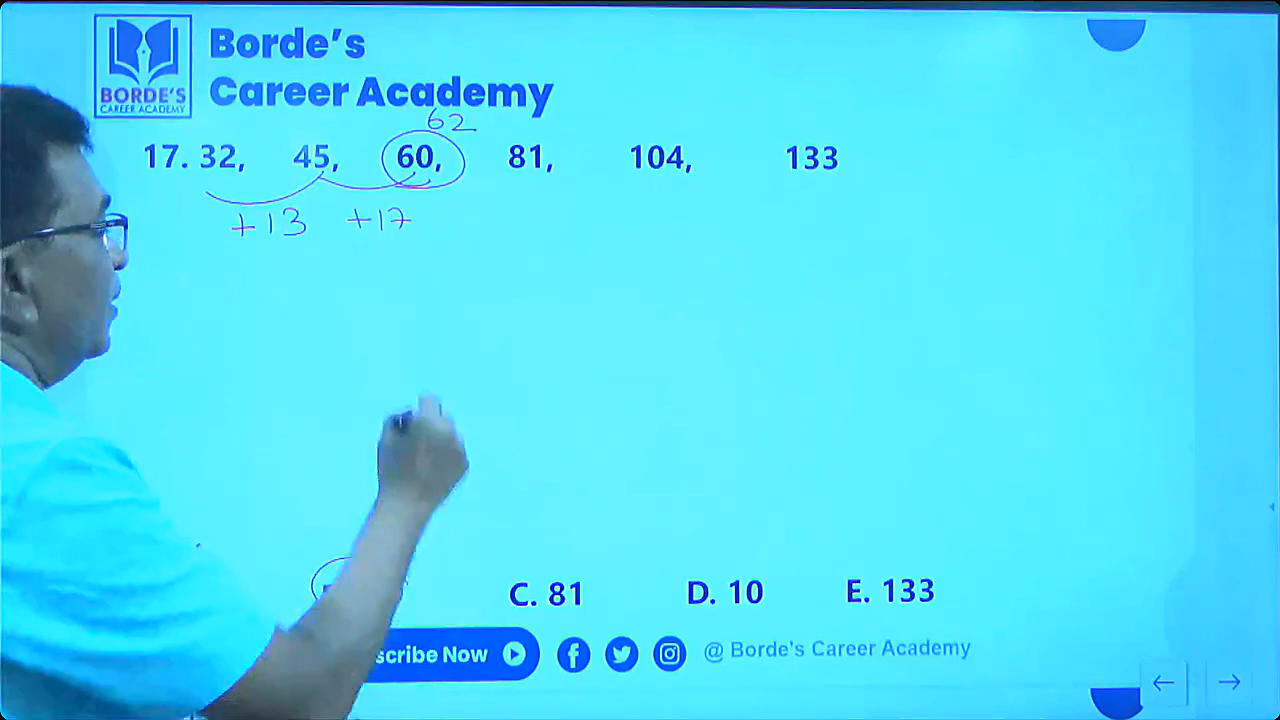 BORDE'S
CAREER ACADEMY
Borde's
Career Academy
62
17. 32, 45, 60, 81, 104, 133
+13 +17
C. 81 D. 10 E. 133
scribe Now @ Borde's Career Academy